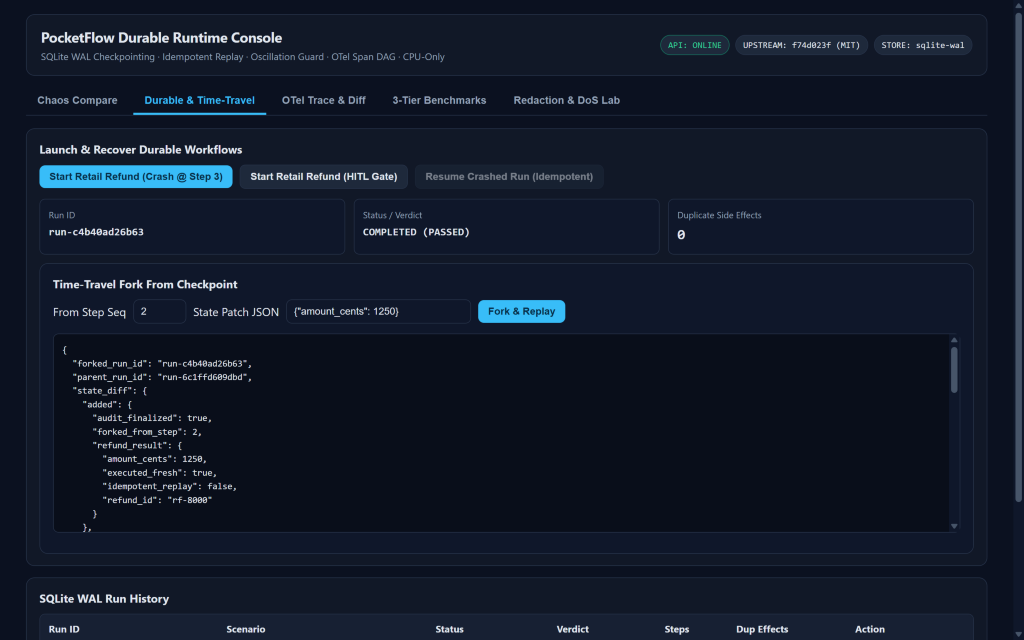 PocketFlow Durable Runtime Console
SQLite WAL Checkpointing · Idempotent Replay · Oscillation Guard · OTel Span DAG · CPU-Only
API: ONLINE
UPSTREAM: f74d023f (MIT)
STORE: sqlite-wal
Chaos Compare
Durable & Time-Travel
OTel Trace & Diff
3-Tier Benchmarks
Redaction & DoS Lab
Launch & Recover Durable Workflows
Start Retail Refund (Crash @ Step 3)
Start Retail Refund (HITL Gate)
Resume Crashed Run (Idempotent)
Run ID
run-c4b40ad26b63
Status / Verdict
COMPLETED (PASSED)
Duplicate Side Effects
0
Time-Travel Fork From Checkpoint
From Step Seq
2
State Patch JSON
{"amount_cents": 1250}
Fork & Replay
{
"forked_run_id": "run-c4b40ad26b63",
"parent_run_id": "run-6c1ffd609dbd",
"state_diff": {
"added": {
"audit_finalized": true,
"forked_from_step": 2,
"refund_result": {
"amount_cents": 1250,
"executed_fresh": true,
"idempotent_replay": false,
"refund_id": "rf-8000"
}
},
SQLite WAL Run History
Run ID
Scenario
Status
Verdict
Steps
Dup Effects
Action